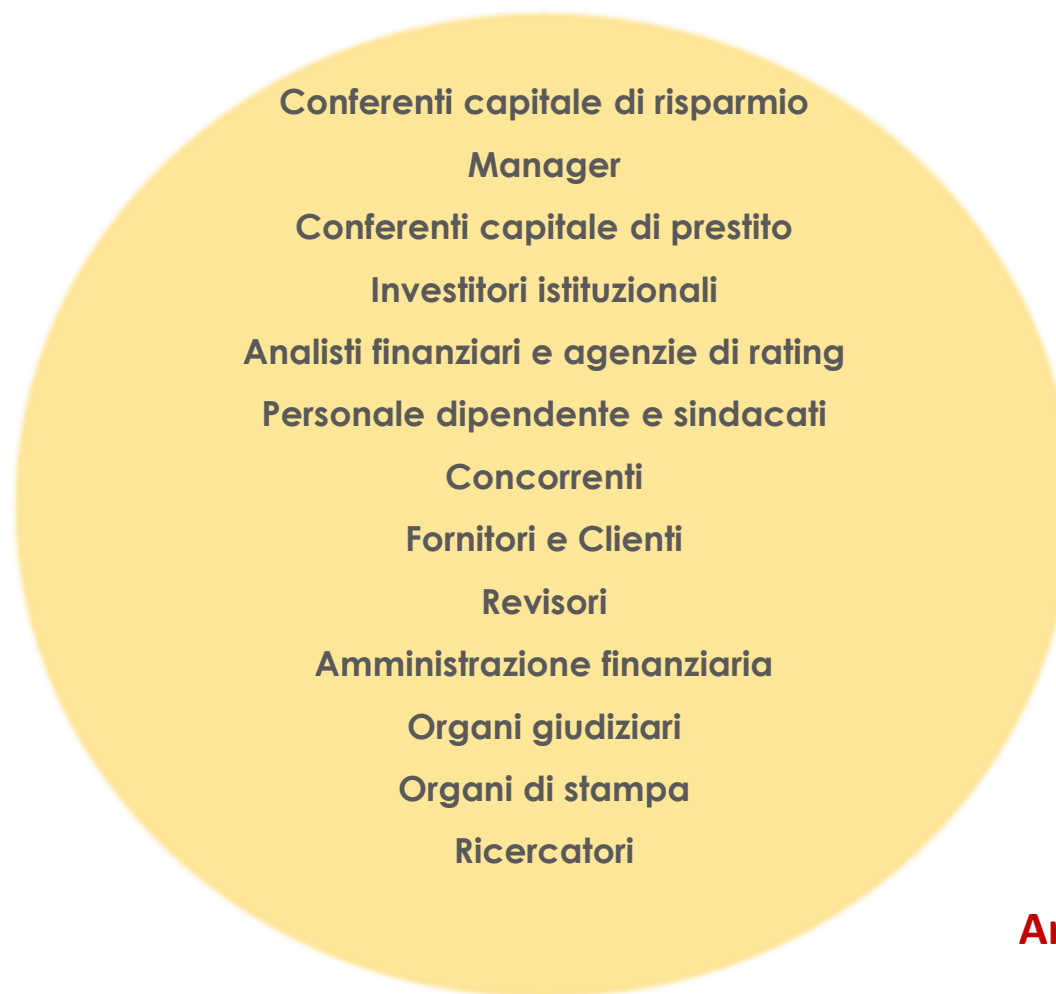 Conferenti capitale di risparmio
Manager
Conferenti capitale di prestito
Investitori istituzionali
Analisti finanziari e agenzie di rating
Personale dipendente e sindacati
Concorrenti
Fornitori e Clienti
Revisori
Amministrazione finanziaria
Organi giudiziari
Organi di stampa
Ricercatori